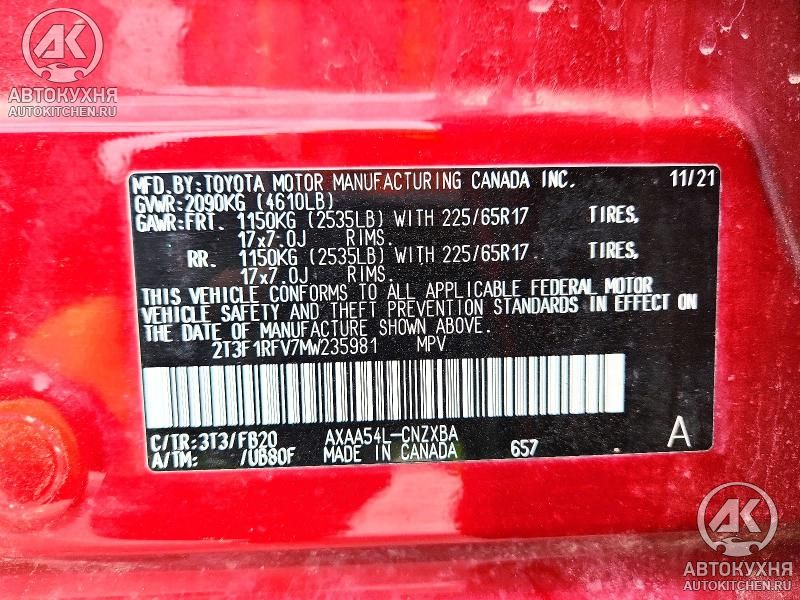 АК
АВТОКУХНЯ
AUTOKITCHEN.RU
MFD.BY:TOYOTA MOTOR MANUFACTURING CANADA INC. 11/21
GVWR:2090KG (4610LB)
GAWR:FRT. 1150KG (2535LB) WITH 225/65R17 TIRES,
17x7.0J RIMS.
RR. 1150KG (2535LB) WITH 225/65R17 TIRES,
17x7.0J RIMS.
THIS VEHICLE CONFORMS TO ALL APPLICABLE FEDERAL MOTOR
VEHICLE SAFETY AND THEFT PREVENTION STANDARDS IN EFFECT ON
THE DATE OF MANUFACTURE SHOWN ABOVE.
2T3F1RFV7MW235981 MPV
C/TR:3T3/FB20 AXAA54L-CNZXBA
A/TM: /UB80F MADE IN CANADA 657 A
АК
АВТОКУХНЯ
AUTOKITCHEN.RU